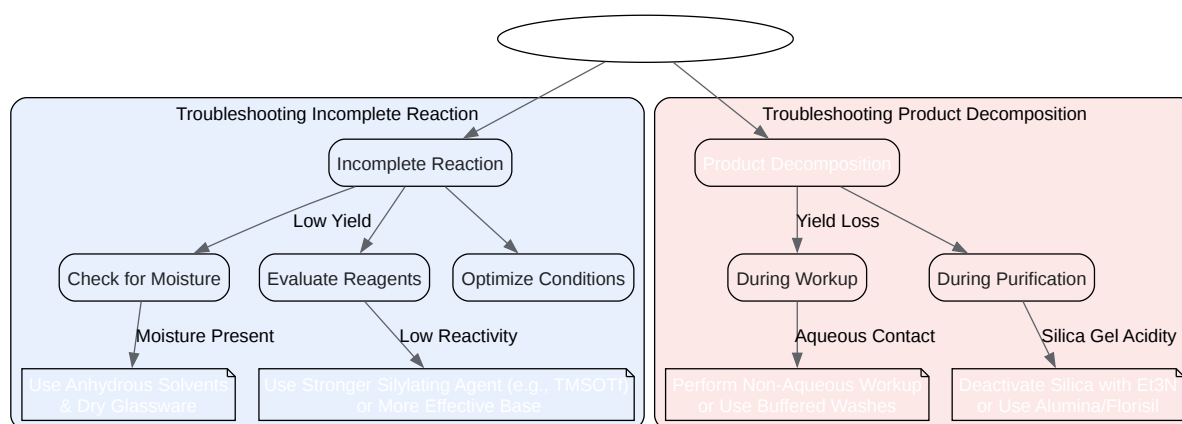 Troubleshooting Incomplete Reaction
Troubleshooting Product Decomposition
Incomplete Reaction
Product Decomposition
Low Yield
Yield Loss
Check for Moisture
Evaluate Reagents
Optimize Conditions
During Workup
During Purification
Moisture Present
Low Reactivity
Aqueous Contact
Silica Gel Acidity
Use Anhydrous Solvents
& Dry Glassware
Use Stronger Silylating Agent (e.g., TMSOTf)
or More Effective Base
Perform Non-Aqueous Workup
or Use Buffered Washes
Deactivate Silica with Et3N
or Use Alumina/Florisil